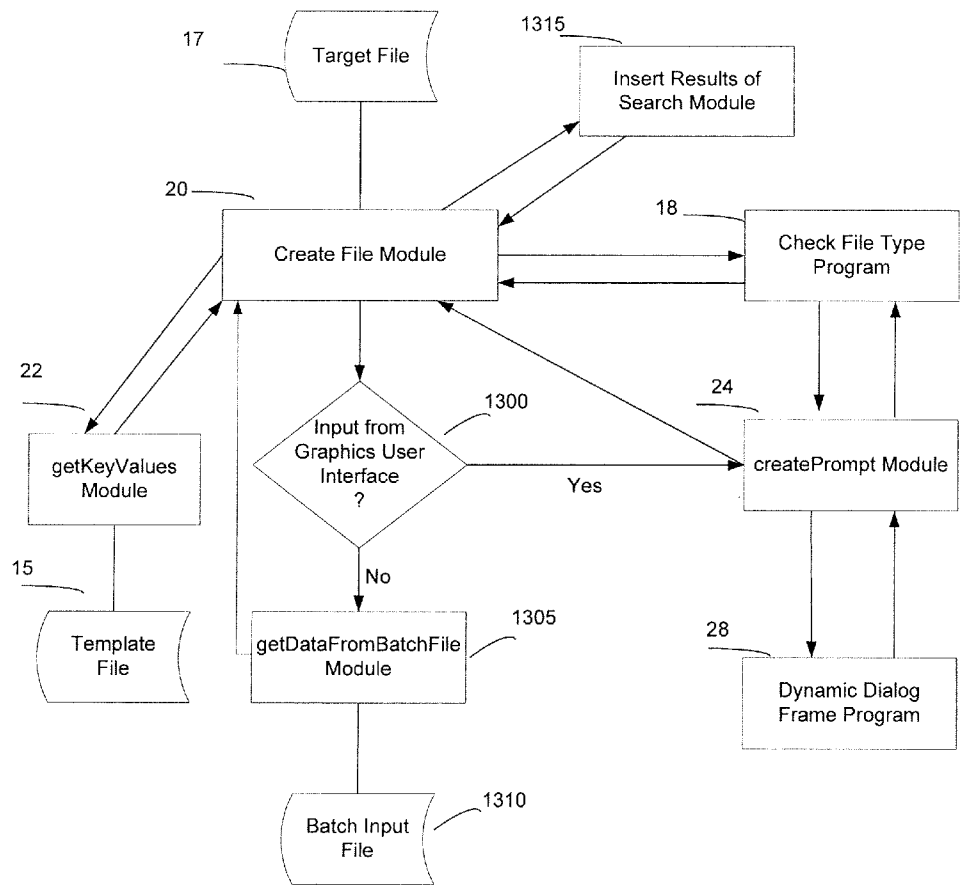 17
Target File
1315
Insert Results of
Search Module
20
Create File Module
18
Check File Type
Program
22
getKeyValues
Module
1300
Input from
Graphics User
Interface
?
Yes
24
createPrompt Module
No
15
Template
File
getDataFromBatchFile
Module
1305
28
Dynamic Dialog
Frame Program
Batch Input
File
1310